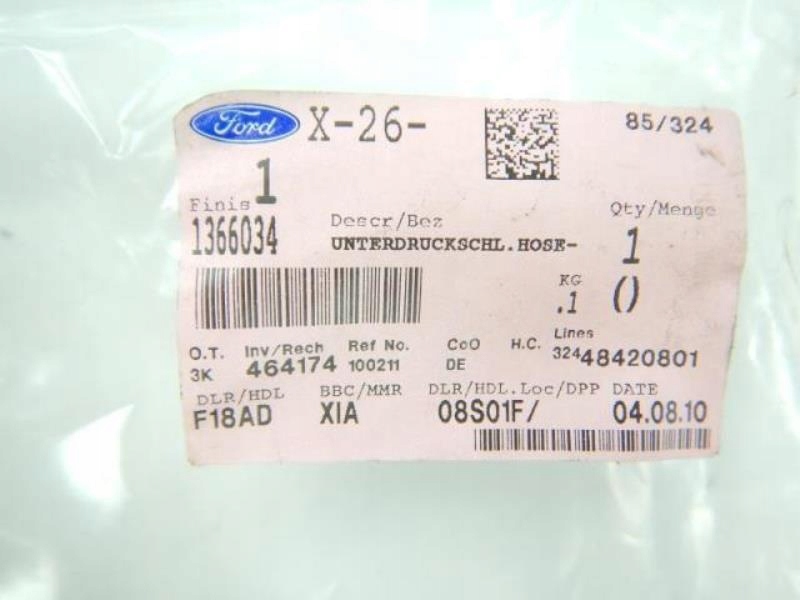 Ford X-26- 85/324
Finis 1 Descr/Bez Qty/Menge
1366034 UNTERDRUCKSCHL.HOSE- 1
KG
.1 ()
O.T. Inv/Rech Ref No. CoO H.C. Lines
3K 464174 100211 DE 32448420801
DLR/HDL BBC/MMR DLR/HDL.Loc/DPP DATE
F18AD XIA 08S01F/ 04.08.10